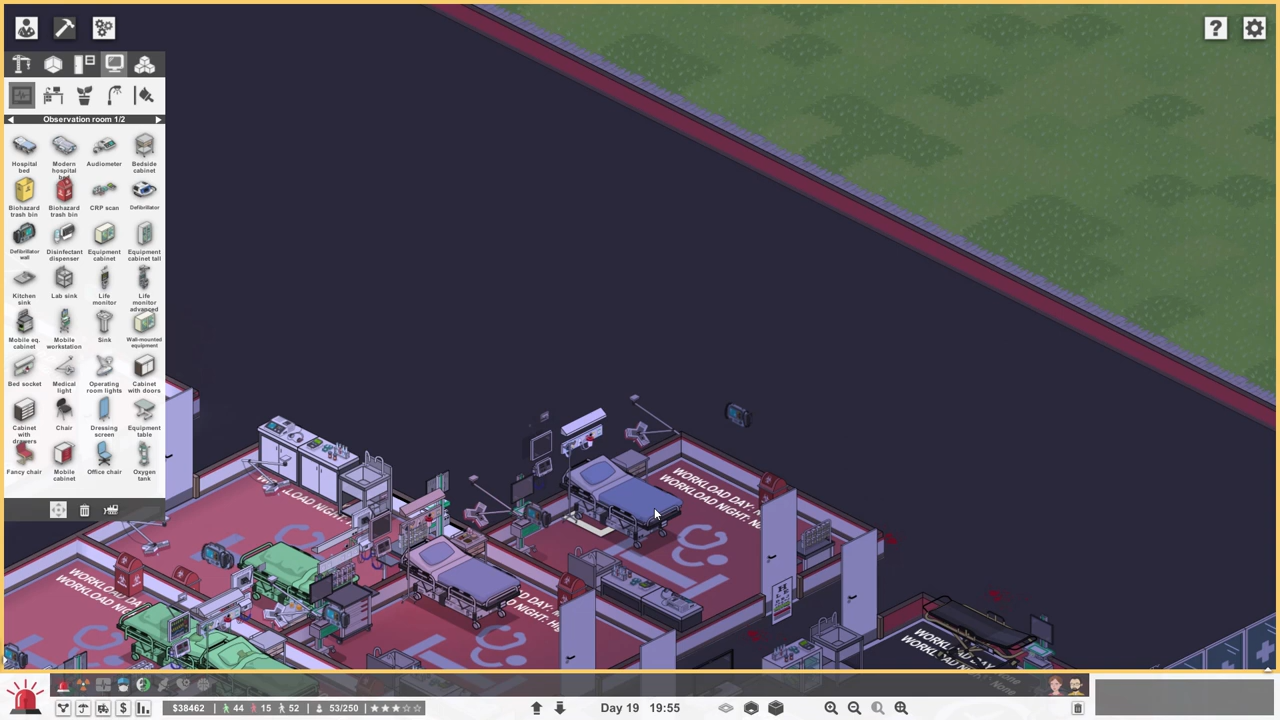 ?
Observation room 1/2
Hospital bed
Modern hospital bed
Audiometer
Bedside cabinet
Biohazard trash bin
Biohazard trash bin
CRP scan
Defibrillator
Defibrillator wall
Disinfectant dispenser
Equipment cabinet
Equipment cabinet tall
Kitchen sink
Lab sink
Life monitor
Life monitor advanced
Mobile eq. cabinet
Mobile workstation
Sink
Wall-mounted equipment
Bed socket
Medical light
Operating room lights
Cabinet with doors
Cabinet with drawers
Chair
Dressing screen
Equipment table
Fancy chair
Mobile cabinet
Office chair
Oxygen tank
WORKLOAD DAY:
WORKLOAD NIGHT:
WORKLOAD DAY:
WORKLOAD NIGHT:
$38462
44
15
52
53/250
Day 19 19:55